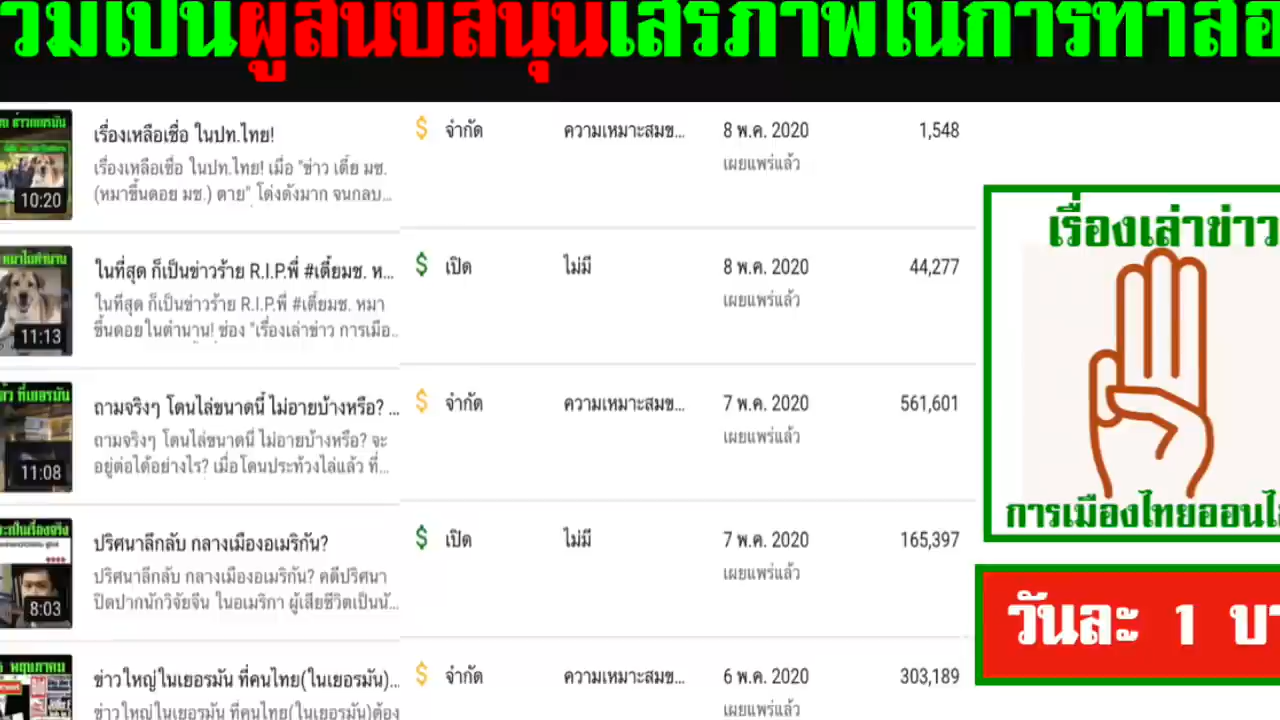 วมเป็นผู้สนับสนุนเสรีภาพในการทำสื่อ
10:20
เรื่องเหลือเชื่อ ในปท.ไทย!
เรื่องเหลือเชื่อ ในปท.ไทย! เมื่อ "ข่าว เตี้ย มช.
(หมาขึ้นดอย มช.) ตาย" โด่งดังมาก จนกลบ...
$ จำกัด ความเหมาะสมข... 8 พ.ค. 2020 1,548
เผยแพร่แล้ว
11:13
ในที่สุด ก็เป็นข่าวร้าย R.I.P.พี่ #เตี้ยมช. ห...
ในที่สุด ก็เป็นข่าวร้าย R.I.P.พี่ #เตี้ยมช. หมา
ขึ้นดอยในตำนาน! ช่อง "เรื่องเล่าข่าว การเมือ..
$ เปิด ไม่มี 8 พ.ค. 2020 44,277
เผยแพร่แล้ว
ที่เยอรมัน
11:08
ถามจริงๆ โดนไล่ขนาดนี้ ไม่อายบ้างหรือ? ...
ถามจริงๆ โดนไล่ขนาดนี้ ไม่อายบ้างหรือ? จะ
อยู่ต่อได้อย่างไร? เมื่อโดนประท้วงไล่แล้ว ที่...
$ จำกัด ความเหมาะสมข... 7 พ.ค. 2020 561,601
เผยแพร่แล้ว
8:03
ปริศนาลึกลับ กลางเมืองอเมริกัน?
ปริศนาลึกลับ กลางเมืองอเมริกัน? คดีปริศนา
ปิดปากนักวิจัยจีน ในอเมริกา ผู้เสียชีวิตเป็นนั...
$ เปิด ไม่มี 7 พ.ค. 2020 165,397
เผยแพร่แล้ว
พฤษภาคม
ข่าวใหญ่ในเยอรมัน ที่คนไทย(ในเยอรมัน)...
ข่าวใหญ่ในเยอรมัน ที่คนไทย(ในเยอรมัน)ต้อง
$ จำกัด ความเหมาะสมข... 6 พ.ค. 2020 303,189
เผยแพร่แล้ว
เรื่องเล่าข่าว
การเมืองไทยออนไล
วันละ 1 บา